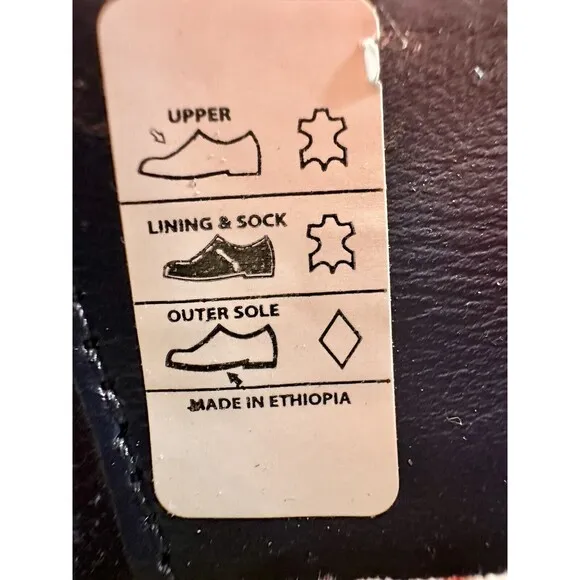 UPPER
LINING & SOCK
OUTER SOLE
MADE IN ETHIOPIA